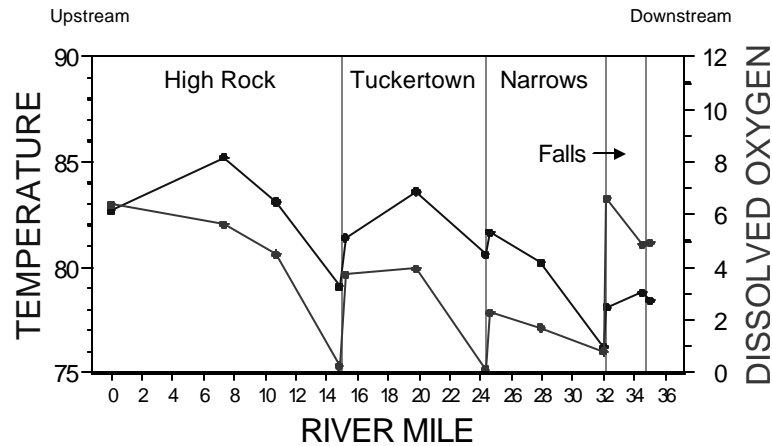 Upstream Downstream
90 12
High Rock Tuckertown Narrows
10
Falls
85 8
6
80 4
2
75 0
0 2 4 6 8 10 12 14 16 18 20 22 24 26 28 30 32 34 36
RIVER MILE
TEMPERATURE
DISSOLVED OXYGEN